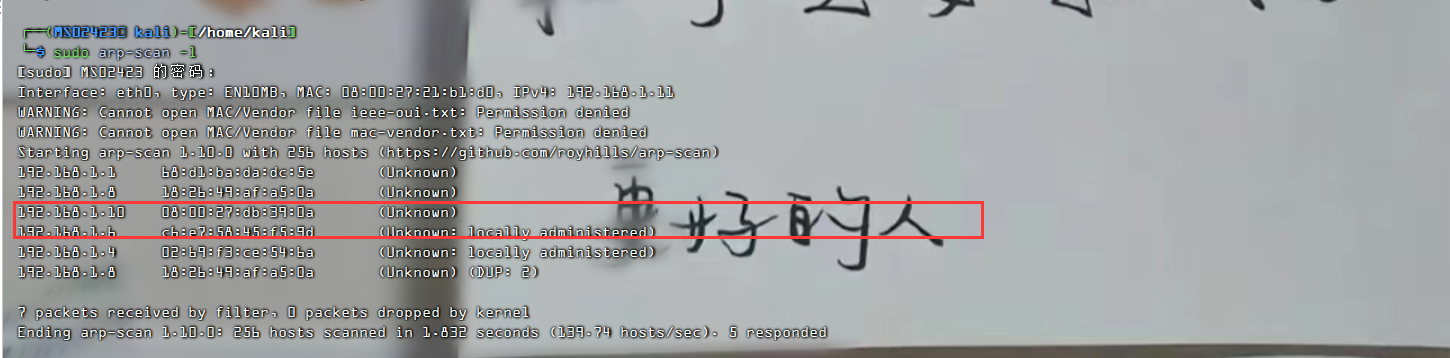 ┌──(MS02423㉿kali)-[/home/kali]
└─$ sudo arp-scan -l
[sudo] MS02423 的密码：
Interface: eth0, type: EN10MB, MAC: 08:00:27:21:b1:d0, IPv4: 192.168.1.11
WARNING: Cannot open MAC/Vendor file ieee-oui.txt: Permission denied
WARNING: Cannot open MAC/Vendor file mac-vendor.txt: Permission denied
Starting arp-scan 1.10.0 with 256 hosts (https://github.com/royhills/arp-scan)
192.168.1.1 68:d1:ba:da:dc:5e (Unknown)
192.168.1.8 18:26:49:af:a5:0a (Unknown)
192.168.1.10 08:00:27:db:39:0a (Unknown)
192.168.1.6 c6:e7:58:45:f5:9d (Unknown: locally administered)
192.168.1.4 02:69:f3:ce:54:6a (Unknown: locally administered)
192.168.1.8 18:26:49:af:a5:0a (Unknown) (DUP: 2)
好的人
7 packets received by filter, 0 packets dropped by kernel
Ending arp-scan 1.10.0: 256 hosts scanned in 1.832 seconds (139.74 hosts/sec). 5 responded